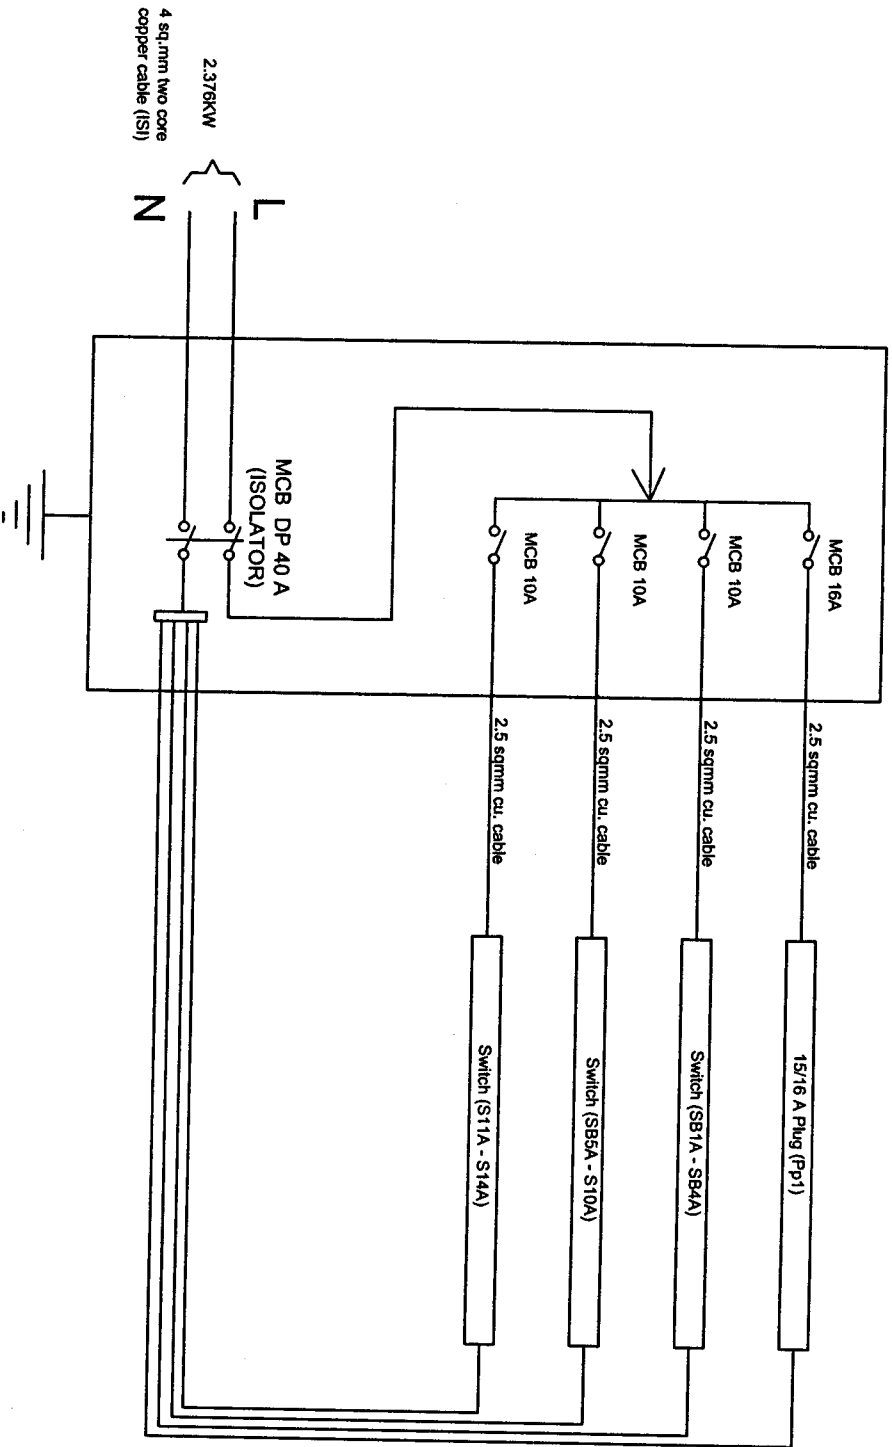 MCB 16A
2.5 sqmm cu. cable
15/16 A Plug (Pp1)
MCB 10A
2.5 sqmm cu. cable
Switch (SB1A - SB4A)
MCB 10A
2.5 sqmm cu. cable
Switch (SB5A - S10A)
MCB 10A
2.5 sqmm cu. cable
Switch (S11A - S14A)
L
N
2.376KW
4 sq.mm two core
copper cable (ISI)
MCB DP 40 A
(ISOLATOR)